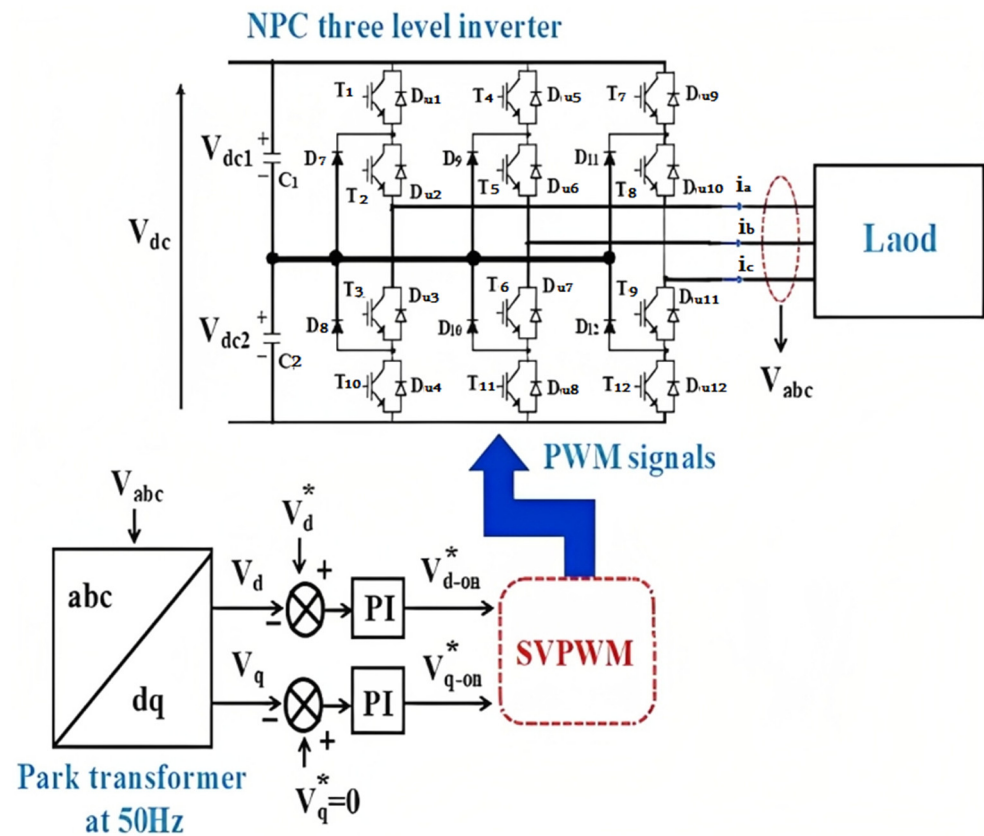 NPC three level inverter
T1 Du1 T4 Du5 T7 Du9
Vdc1 + − C1 D7 T2 Du2 D9 T5 Du6 D11 T8 Du10
Vdc
ia
ib
ic
Laod
Vdc2 + − C2 D8 T3 Du3 D10 T6 Du7 D12 T9 Du11
T10 Du4 T11 Du8 T12 Du12
Vabc
PWM signals
Vabc
V*d
abc
dq
Vd − + PI V*d-on
SVPWM
Vq − + PI V*q-on
V*q=0
Park transformer
at 50Hz